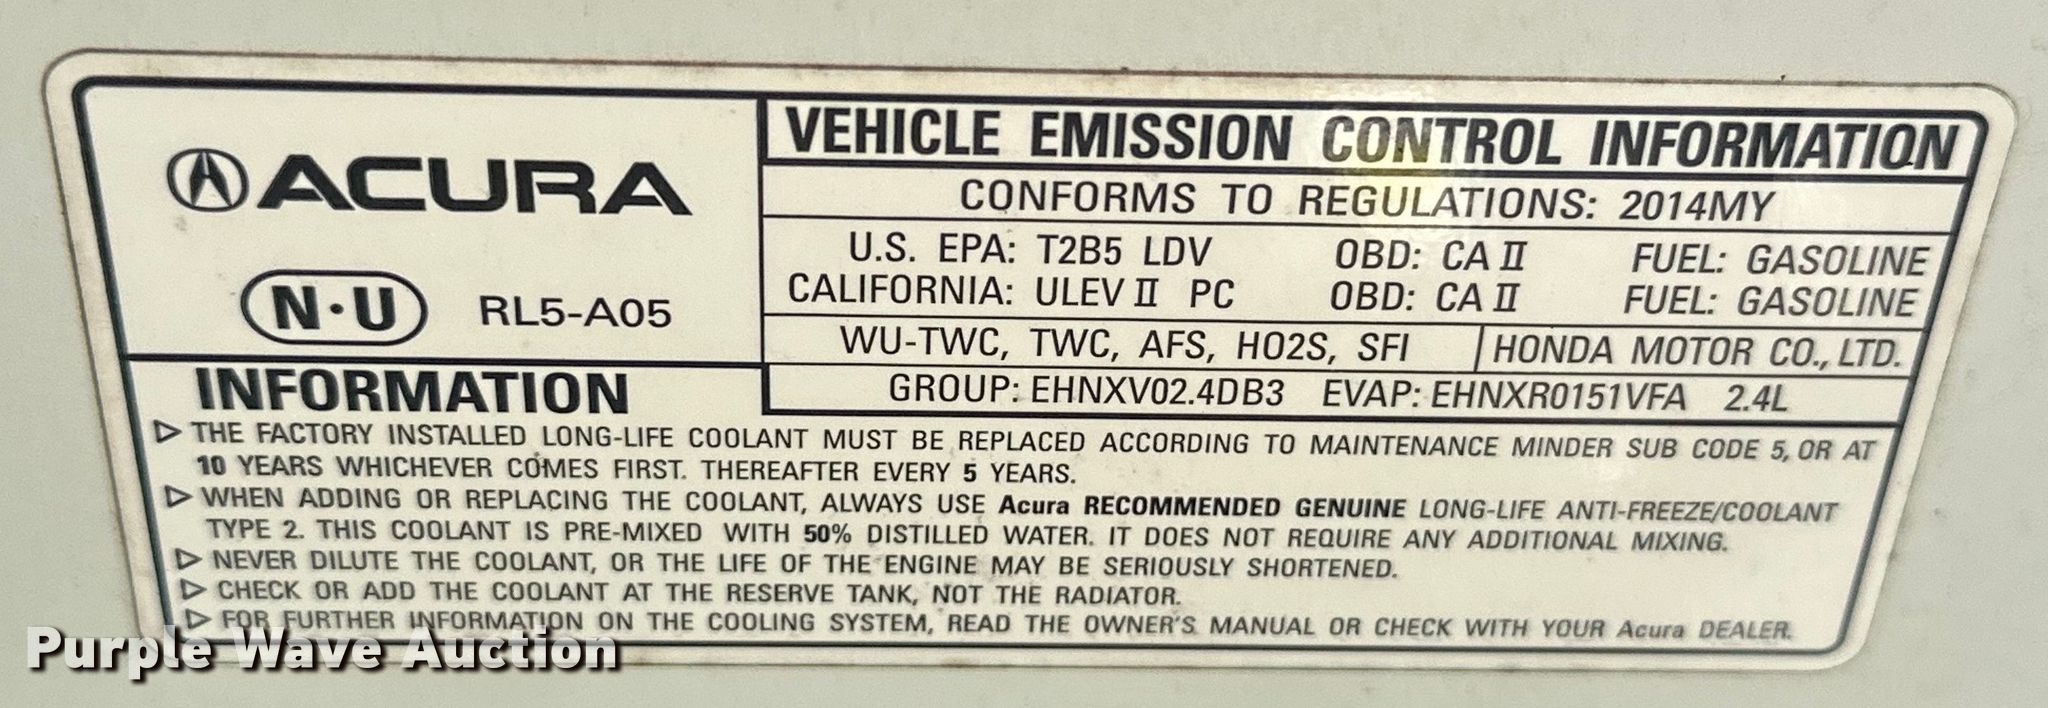 ACURA
N·U RL5-A05
VEHICLE EMISSION CONTROL INFORMATION
CONFORMS TO REGULATIONS: 2014MY
U.S. EPA: T2B5 LDV OBD: CA II FUEL: GASOLINE
CALIFORNIA: ULEV II PC OBD: CA II FUEL: GASOLINE
WU-TWC, TWC, AFS, HO2S, SFI HONDA MOTOR CO., LTD.
GROUP: EHNXV02.4DB3 EVAP: EHNXR0151VFA 2.4L
INFORMATION
▷ THE FACTORY INSTALLED LONG-LIFE COOLANT MUST BE REPLACED ACCORDING TO MAINTENANCE MINDER SUB CODE 5, OR AT
10 YEARS WHICHEVER COMES FIRST. THEREAFTER EVERY 5 YEARS.
▷ WHEN ADDING OR REPLACING THE COOLANT, ALWAYS USE Acura RECOMMENDED GENUINE LONG-LIFE ANTI-FREEZE/COOLANT
TYPE 2. THIS COOLANT IS PRE-MIXED WITH 50% DISTILLED WATER. IT DOES NOT REQUIRE ANY ADDITIONAL MIXING.
▷ NEVER DILUTE THE COOLANT, OR THE LIFE OF THE ENGINE MAY BE SERIOUSLY SHORTENED.
▷ CHECK OR ADD THE COOLANT AT THE RESERVE TANK, NOT THE RADIATOR.
▷ FOR FURTHER INFORMATION ON THE COOLING SYSTEM, READ THE OWNER'S MANUAL OR CHECK WITH YOUR Acura DEALER.
Purple Wave Auction